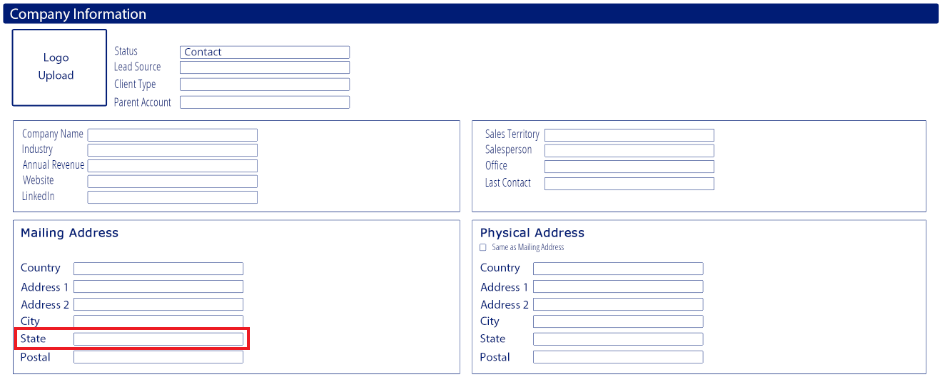 Company Information
Logo
Upload
Status Contact
Lead Source
Client Type
Parent Account
Company Name
Industry
Annual Revenue
Website
LinkedIn
Sales Territory
Salesperson
Office
Last Contact
Mailing Address
Country
Address 1
Address 2
City
State
Postal
Physical Address
Same as Mailing Address
Country
Address 1
Address 2
City
State
Postal